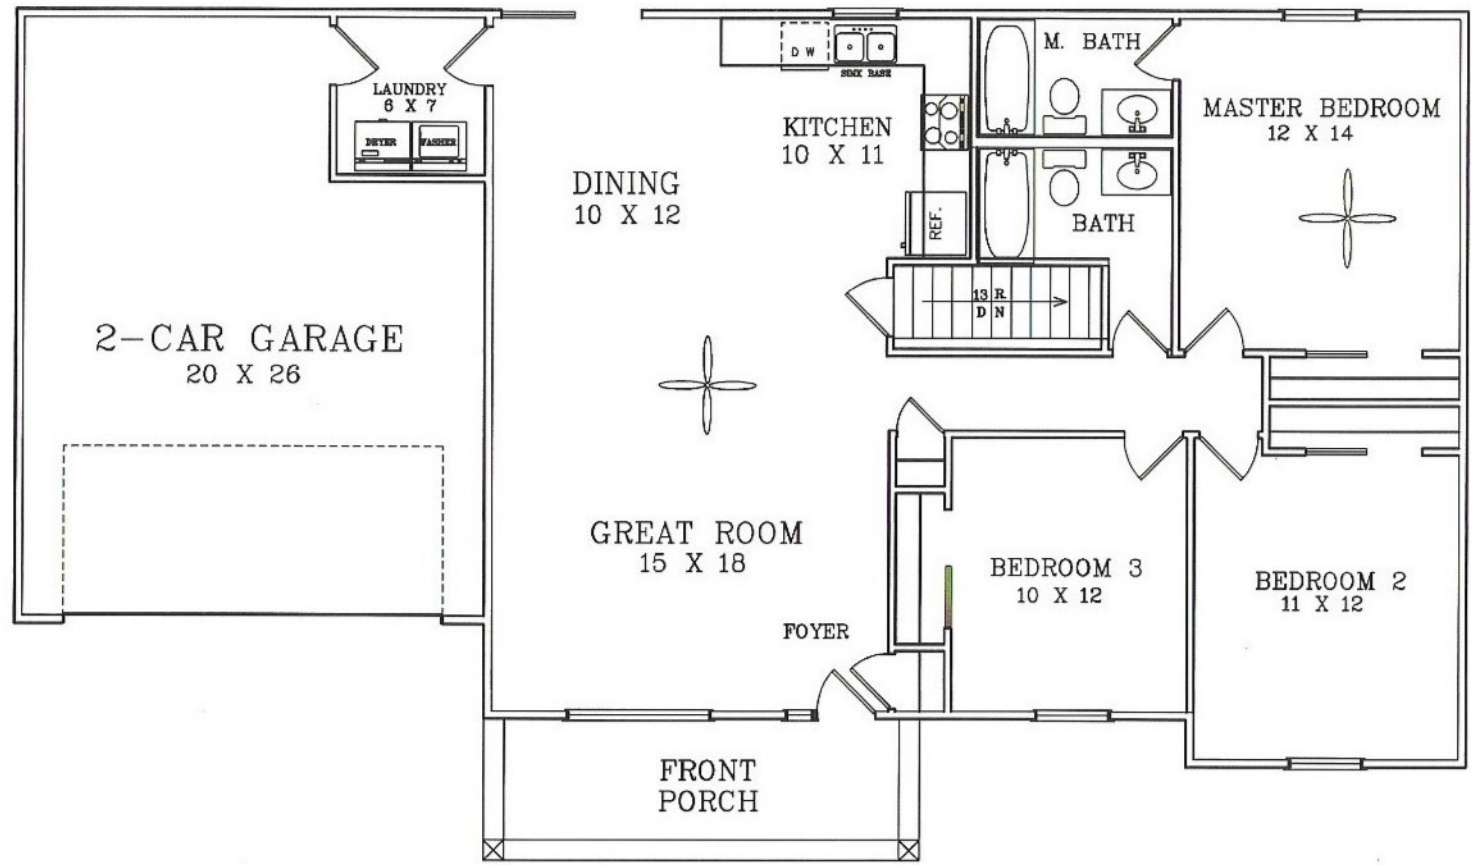 LAUNDRY
6 X 7
DRYER
WASHER
D W
SINK BASE
KITCHEN
10 X 11
DINING
10 X 12
REF.
M. BATH
BATH
MASTER BEDROOM
12 X 14
13 R
D N
2-CAR GARAGE
20 X 26
GREAT ROOM
15 X 18
FOYER
BEDROOM 3
10 X 12
BEDROOM 2
11 X 12
FRONT
PORCH